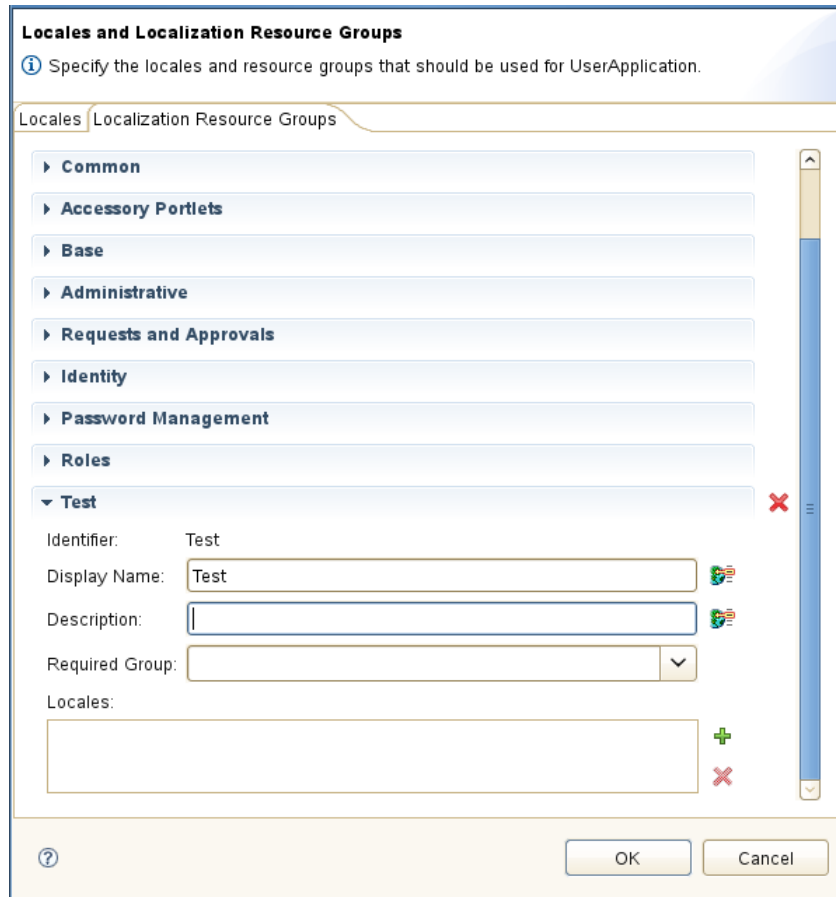 Locales and Localization Resource Groups
Specify the locales and resource groups that should be used for UserApplication.
Locales Localization Resource Groups
Common
Accessory Portlets
Base
Administrative
Requests and Approvals
Identity
Password Management
Roles
Test
Identifier: Test
Display Name: Test
Description:
Required Group:
Locales:
OK Cancel